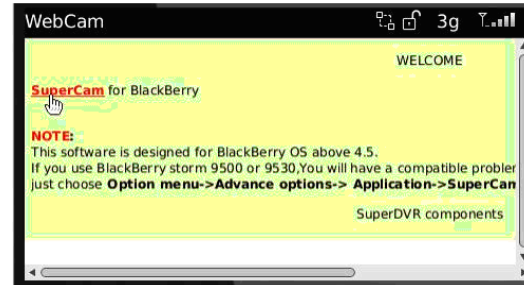 WebCam 3g
WELCOME
SuperCam for BlackBerry
NOTE:
This software is designed for BlackBerry OS above 4.5.
If you use BlackBerry storm 9500 or 9530,You will have a compatible
just choose Option menu->Advance options-> Application->SuperCam
SuperDVR components